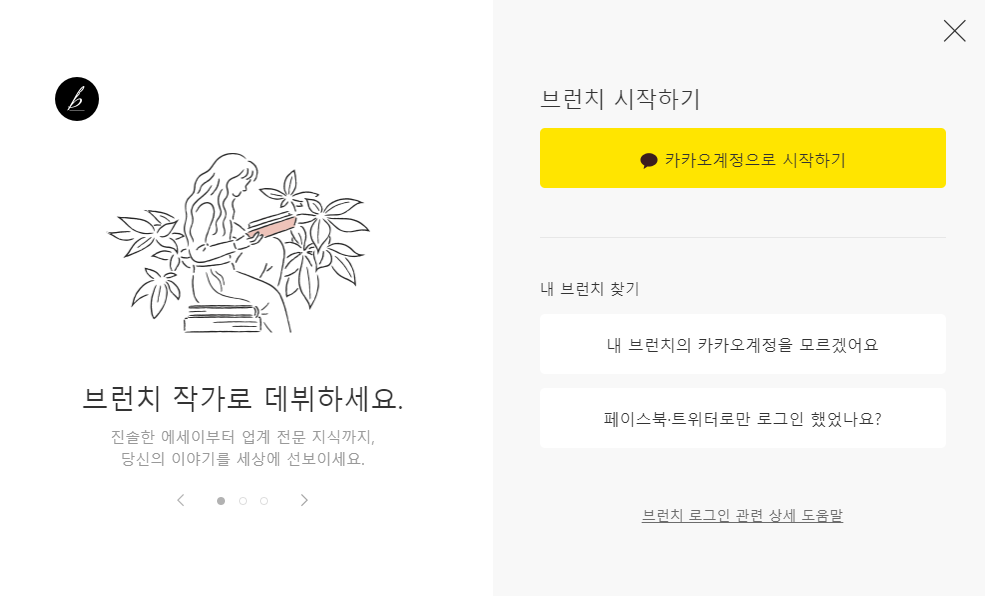 b
브런치 작가로 데뷔하세요.
진솔한 에세이부터 업계 전문 지식까지,
당신의 이야기를 세상에 선보이세요.
브런치 시작하기
카카오계정으로 시작하기
내 브런치 찾기
내 브런치의 카카오계정을 모르겠어요
페이스북·트위터로만 로그인 했었나요?
브런치 로그인 관련 상세 도움말